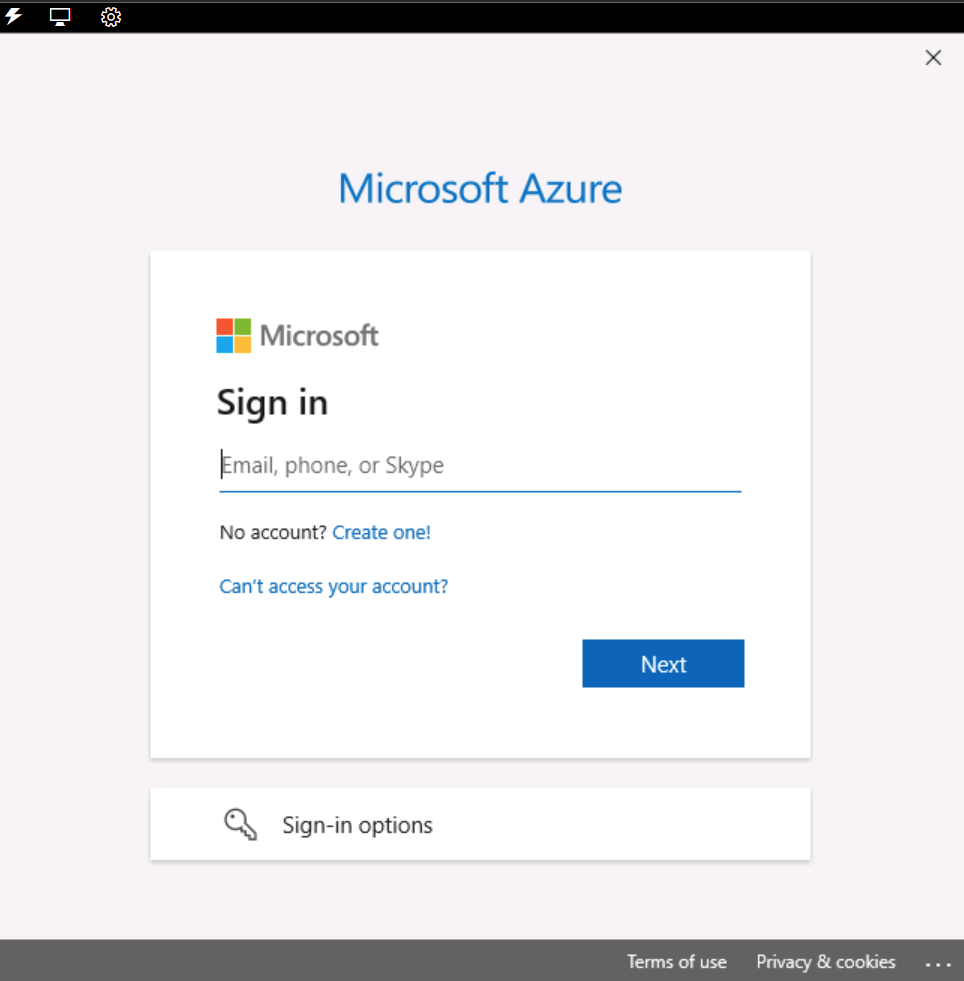 Microsoft Azure
Microsoft
Sign in
Email, phone, or Skype
No account? Create one!
Can't access your account?
Next
Sign-in options
Terms of use Privacy & cookies ...